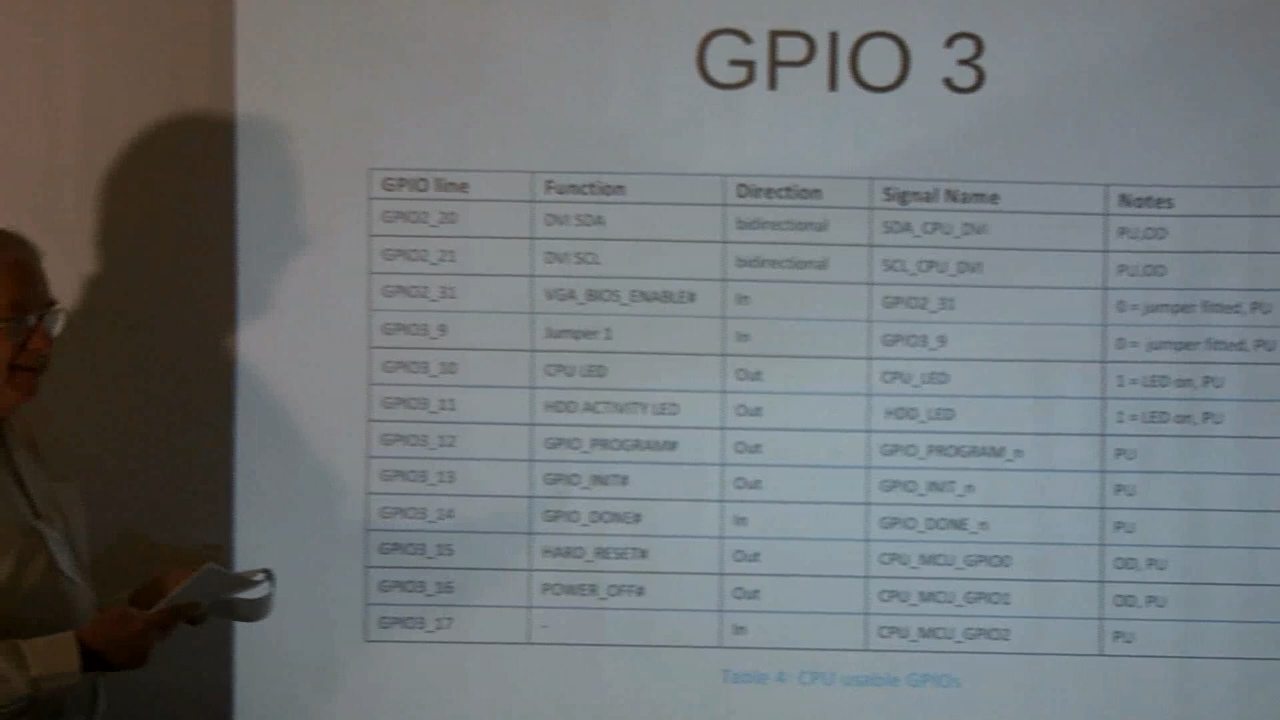 GPIO 3
GPIO line Function Direction Signal Name Notes
GPIO2_20 DVI SDA bidirectional SDA_CPU_DVI PU,OD
GPIO2_21 DVI SCL bidirectional SCL_CPU_DVI PU,OD
GPIO2_31 VGA_BIOS_ENABLE# In GPIO2_31 0 = jumper fitted, PU
GPIO3_9 Jumper 1 In GPIO3_9 0 = jumper fitted, PU
GPIO3_10 CPU LED Out CPU_LED 1 = LED on, PU
GPIO3_11 HDD ACTIVITY LED Out HDD_LED 1 = LED on, PU
GPIO3_12 GPIO_PROGRAM# Out GPIO_PROGRAM_n PU
GPIO3_13 GPIO_INIT# Out GPIO_INIT_n PU
GPIO3_14 GPIO_DONE# In GPIO_DONE_n PU
GPIO3_15 HARD_RESET# Out CPU_MCU_GPIO0 OD, PU
GPIO3_16 POWER_OFF# Out CPU_MCU_GPIO1 OD, PU
GPIO3_17 - In CPU_MCU_GPIO2 PU
Table 4: CPU usable GPIOs